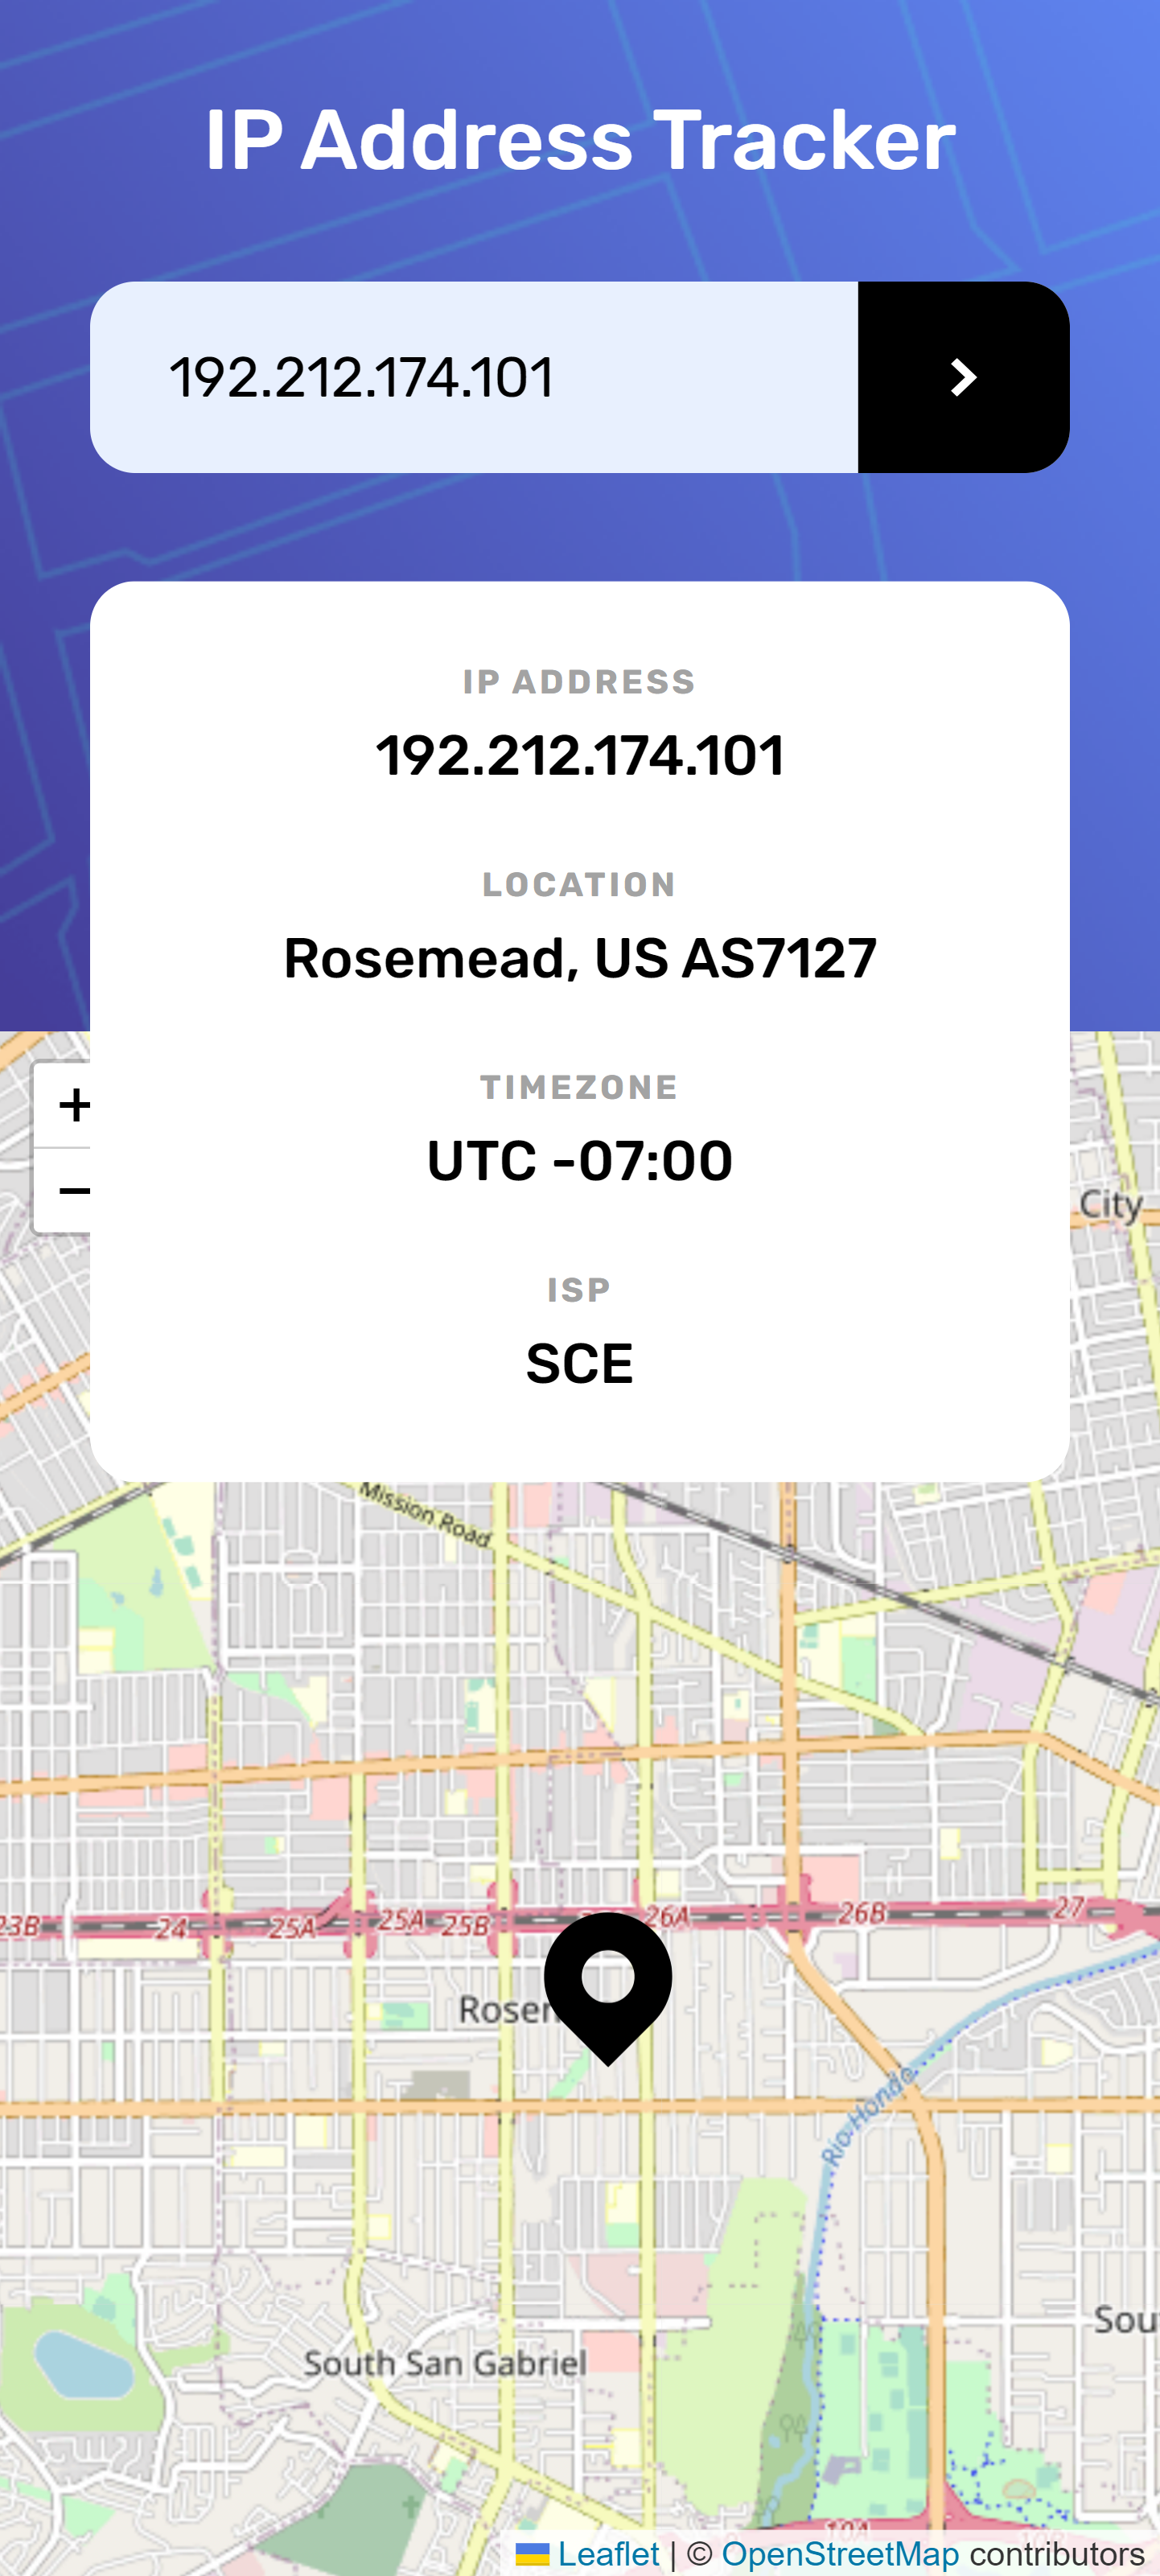 IP Address Tracker
192.212.174.101
IP ADDRESS
192.212.174.101
LOCATION
Rosemead, US AS7127
TIMEZONE
UTC -07:00
ISP
SCE
+
−
City
Mission Road
23B 24 25A 25A 25B 26A 26B 27
Rio Hondo
South San Gabriel
10A
Leaflet | © OpenStreetMap contributors